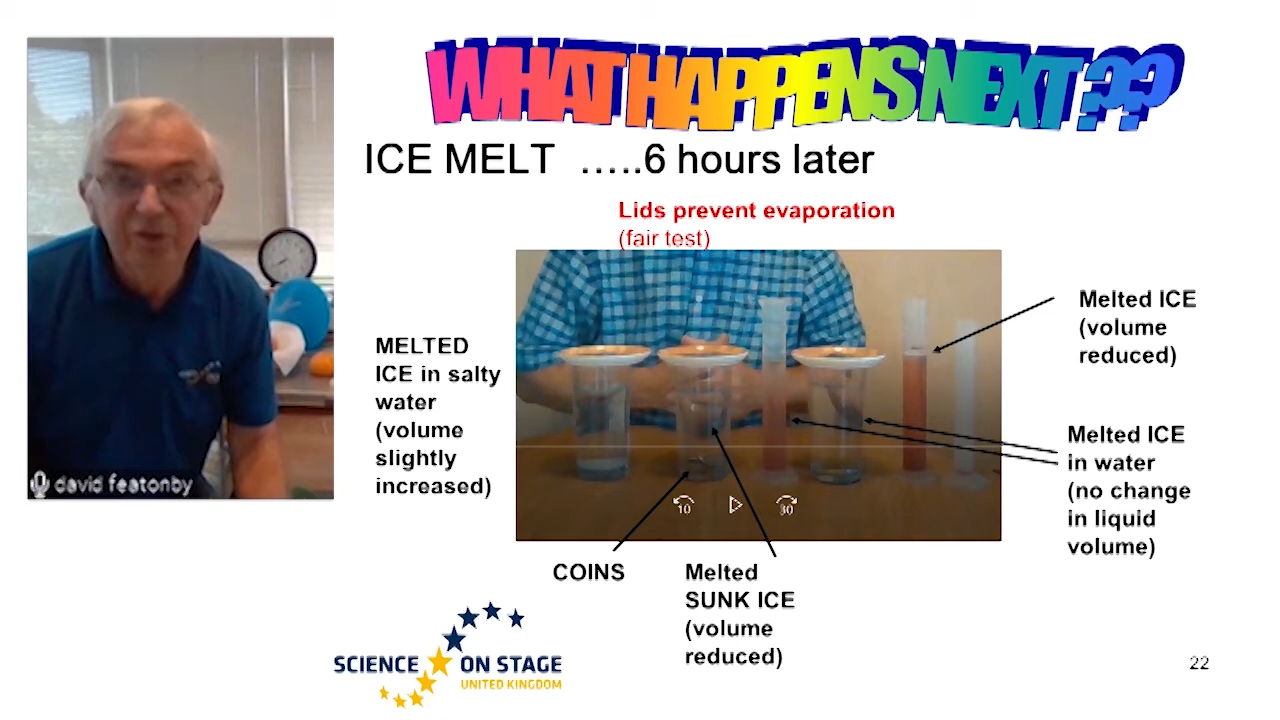 WHAT HAPPENS NEXT ??
ICE MELT .....6 hours later
Lids prevent evaporation
(fair test)
MELTED
ICE in salty
water
(volume
slightly
increased)
Melted ICE
(volume
reduced)
Melted ICE
in water
(no change
in liquid
volume)
10
30
COINS
Melted
SUNK ICE
(volume
reduced)
david featonby
SCIENCE ON STAGE
UNITED KINGDOM
22